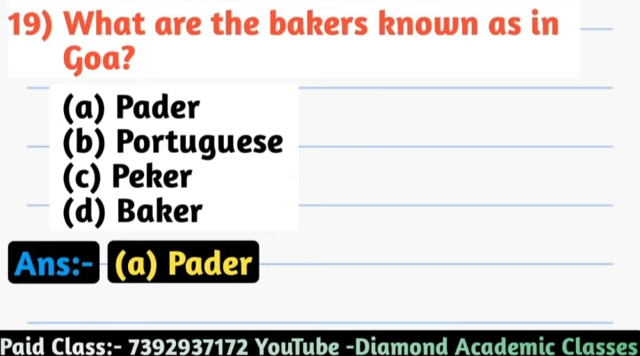 19) What are the bakers known as in
Goa?
(a) Pader
(b) Portuguese
(c) Peker
(d) Baker
Ans:- (a) Pader
Paid Class:- 7392937172 YouTube -Diamond Academic Classes